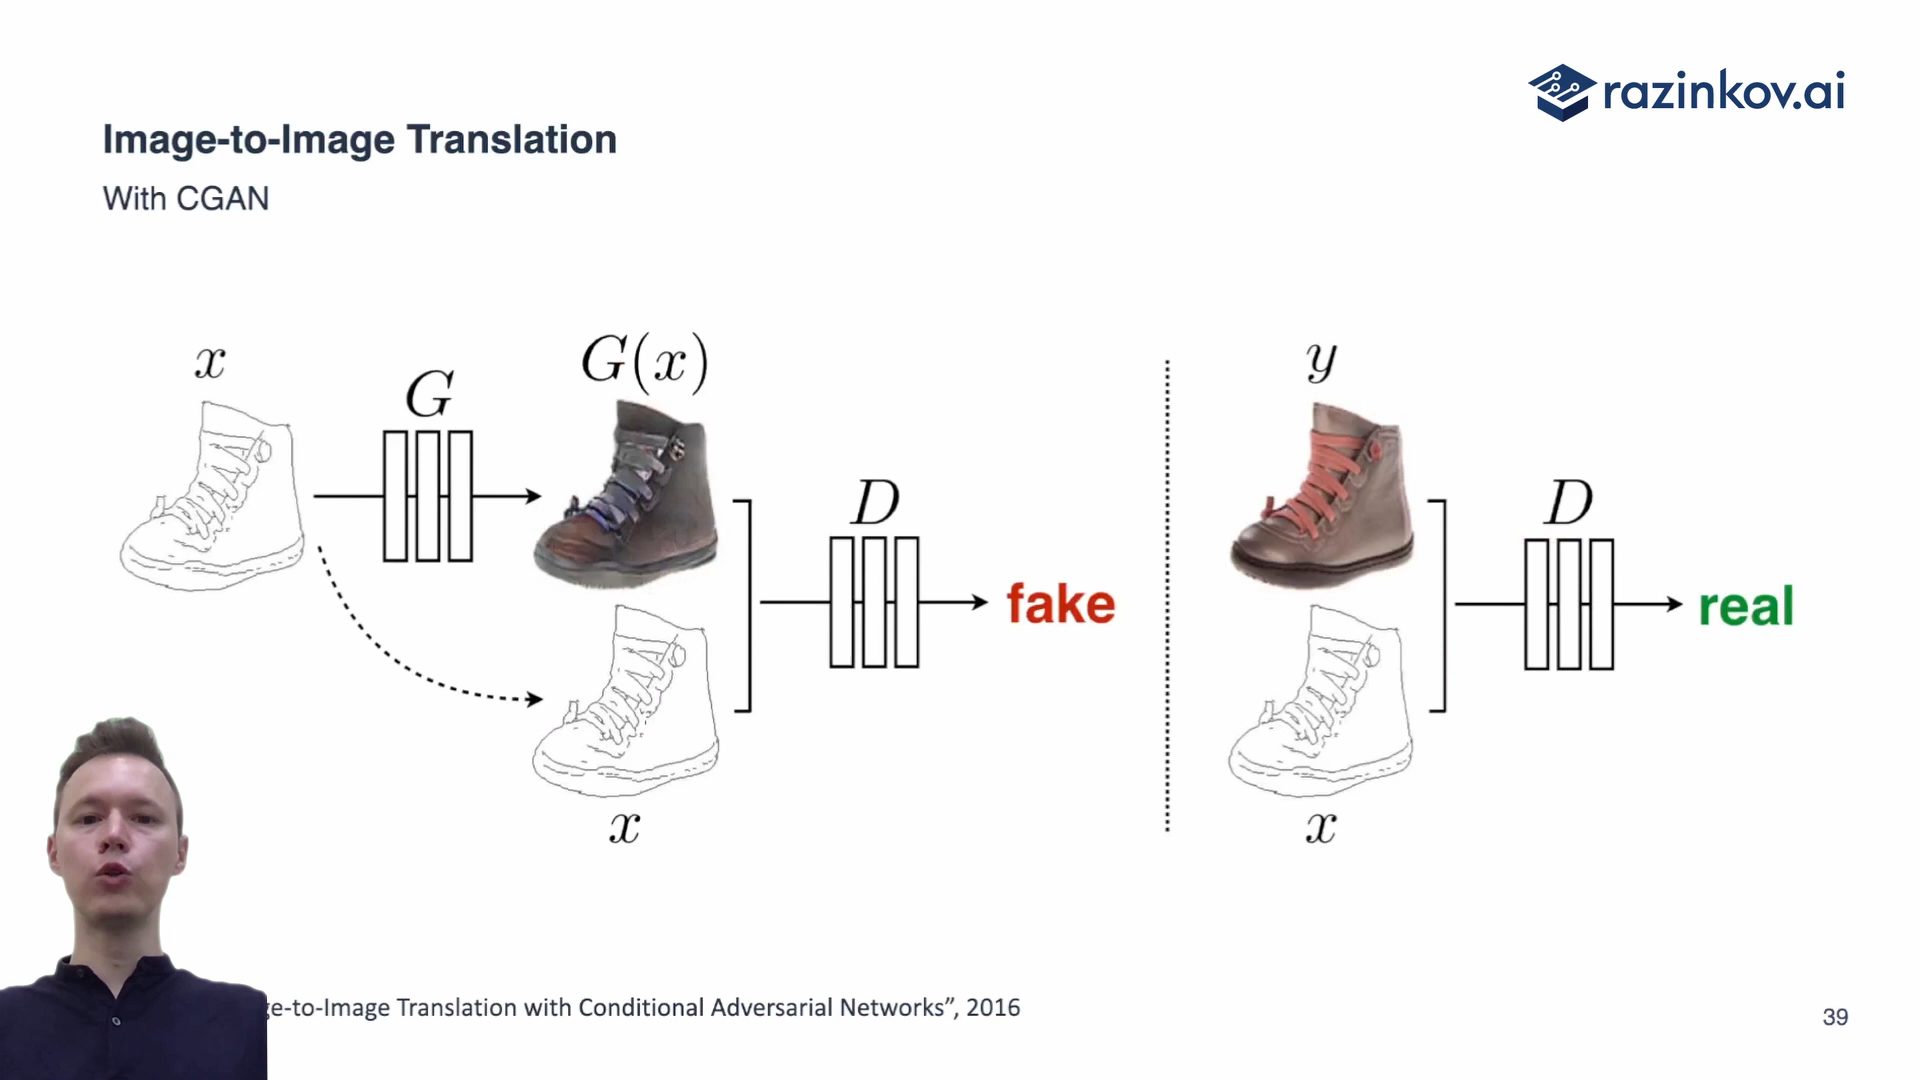 razinkov.ai
Image-to-Image Translation
With CGAN
x
G
G(x)
D
fake
x
y
D
real
x
ge-to-Image Translation with Conditional Adversarial Networks”, 2016
39